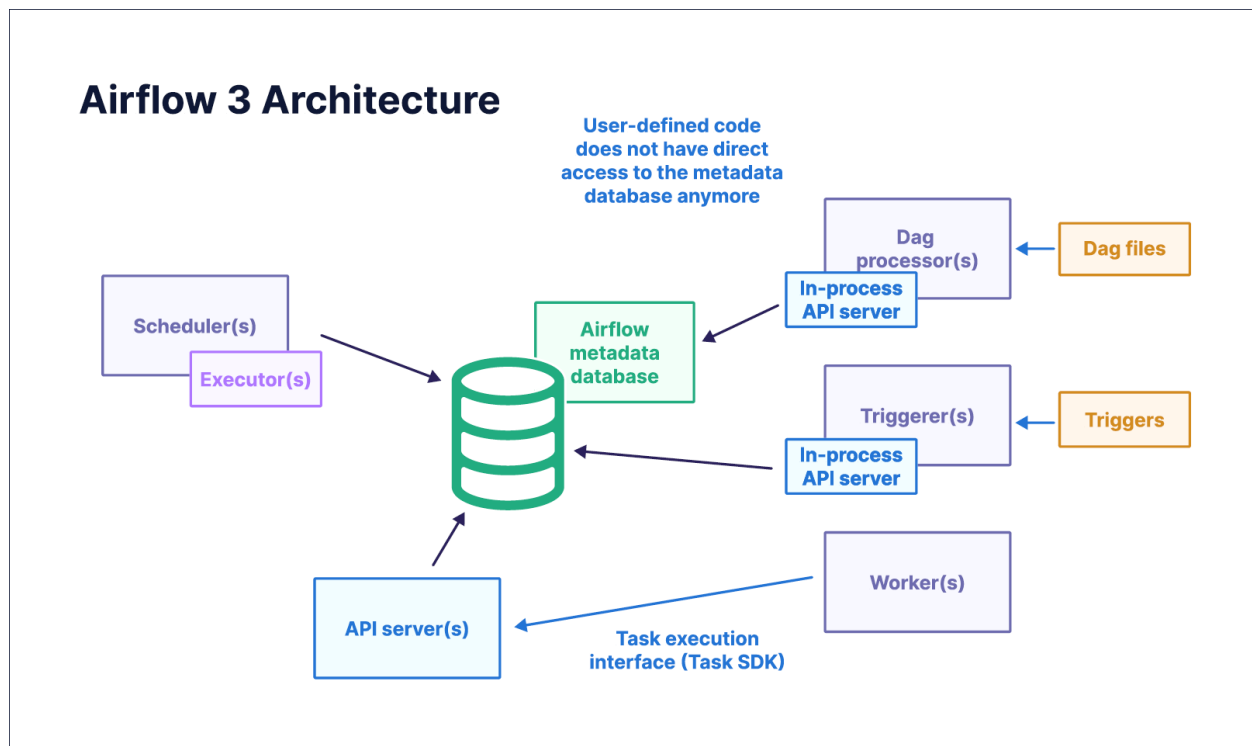 Airflow 3 Architecture
User-defined code
does not have direct
access to the metadata
database anymore
Dag
processor(s)
In-process
API server
Dag files
Scheduler(s)
Executor(s)
Airflow
metadata
database
Triggerer(s)
In-process
API server
Triggers
Worker(s)
API server(s)
Task execution
interface (Task SDK)